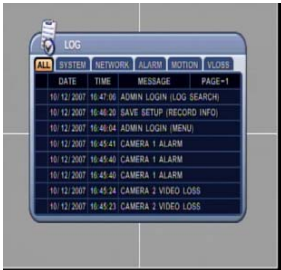 LOG
ALL SYSTEM NETWORK ALARM MOTION VLOSS
DATE TIME MESSAGE PAGE-1
10/12/2007 16:47:06 ADMIN LOGIN (LOG SEARCH)
10/12/2007 16:46:20 SAVE SETUP (RECORD INFO)
10/12/2007 16:46:04 ADMIN LOGIN (MENU)
10/12/2007 16:45:41 CAMERA 1 ALARM
10/12/2007 16:45:40 CAMERA 1 ALARM
10/12/2007 16:45:40 CAMERA 1 ALARM
10/12/2007 16:45:24 CAMERA 2 VIDEO LOSS
10/12/2007 16:45:23 CAMERA 2 VIDEO LOSS